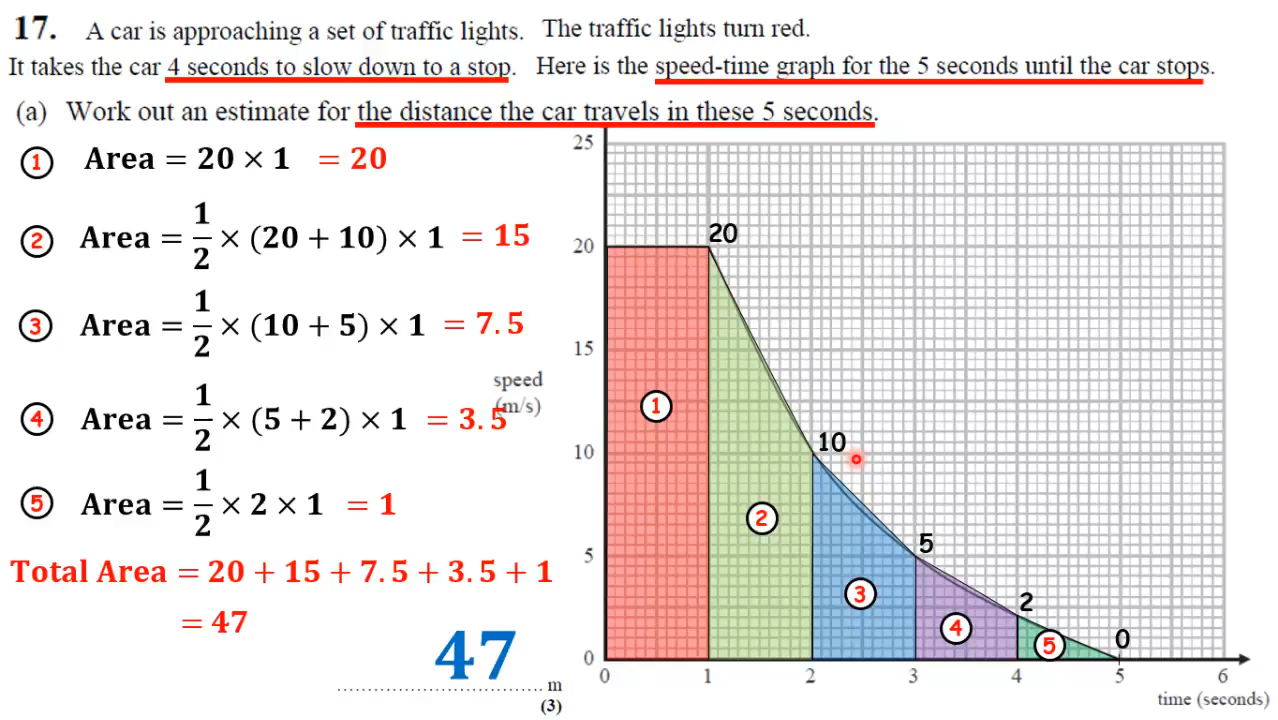 17. A car is approaching a set of traffic lights. The traffic lights turn red.
It takes the car 4 seconds to slow down to a stop. Here is the speed-time graph for the 5 seconds until the car stops.
(a) Work out an estimate for the distance the car travels in these 5 seconds.
① Area = 20 × 1 = 20
② Area = 1/2 × (20 + 10) × 1 = 15
③ Area = 1/2 × (10 + 5) × 1 = 7.5
④ Area = 1/2 × (5 + 2) × 1 = 3.5
⑤ Area = 1/2 × 2 × 1 = 1
Total Area = 20 + 15 + 7.5 + 3.5 + 1
= 47
47
m
(3)
speed
(m/s)
25
20
15
10
5
0
20
10
5
2
0
①
②
③
④
⑤
0 1 2 3 4 5 6
time (seconds)